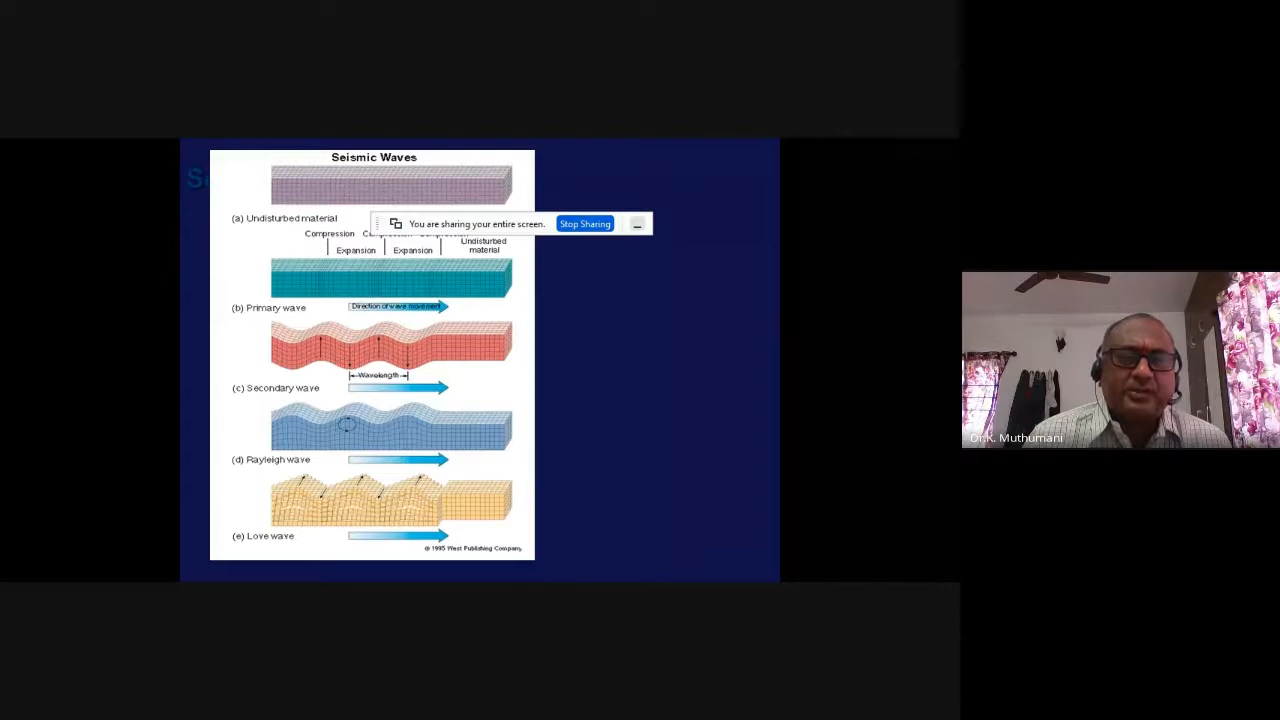 Seismic Waves
(a) Undisturbed material
You are sharing your entire screen.
Stop Sharing
Compression
Undisturbed
material
Expansion
Expansion
(b) Primary wave
Direction of wave movement
Wavelength
(c) Secondary wave
(d) Rayleigh wave
(e) Love wave
© 1995 West Publishing Company
Dr.K. Muthumani